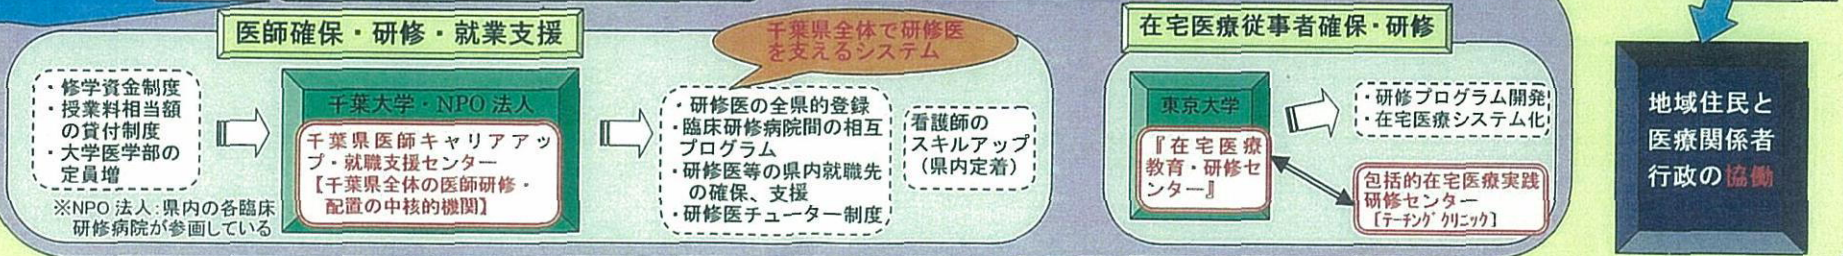 医師確保・研修・就業支援
千葉県全体で研修医
を支えるシステム
・修学資金制度
・授業料相当額
の貸付制度
・大学医学部の
定員増
※NPO法人:県内の各臨床
研修病院が参画している
千葉大学・NPO法人
千葉県医師キャリアアッ
プ・就職支援センター
【千葉県全体の医師研修・
配置の中核的機関】
・研修医の全県的登録
・臨床研修病院間の相互
プログラム
・研修医等の県内就職先
の確保、支援
・研修医チューター制度
看護師の
スキルアップ
（県内定着）
在宅医療従事者確保・研修
東京大学
『在宅医療
教育・研修セ
ンター』
・研修プログラム開発
・在宅医療システム化
包括的在宅医療実践
研修センター
［ﾃｰﾁﾝｸﾞｸﾘﾆｯｸ］
地域住民と
医療関係者
行政の協働